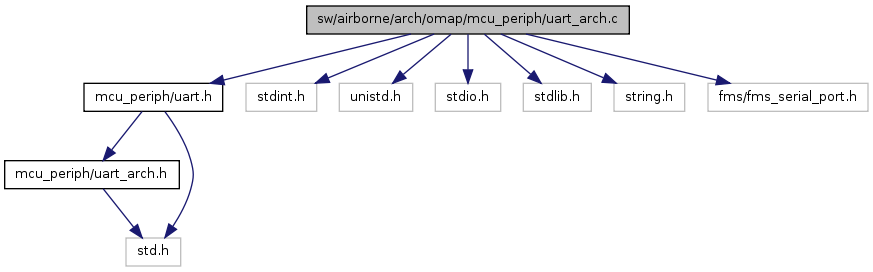 sw/airborne/arch/omap/mcu_periph/uart_arch.c
mcu_periph/uart.h
stdint.h
unistd.h
stdio.h
stdlib.h
string.h
fms/fms_serial_port.h
mcu_periph/uart_arch.h
std.h